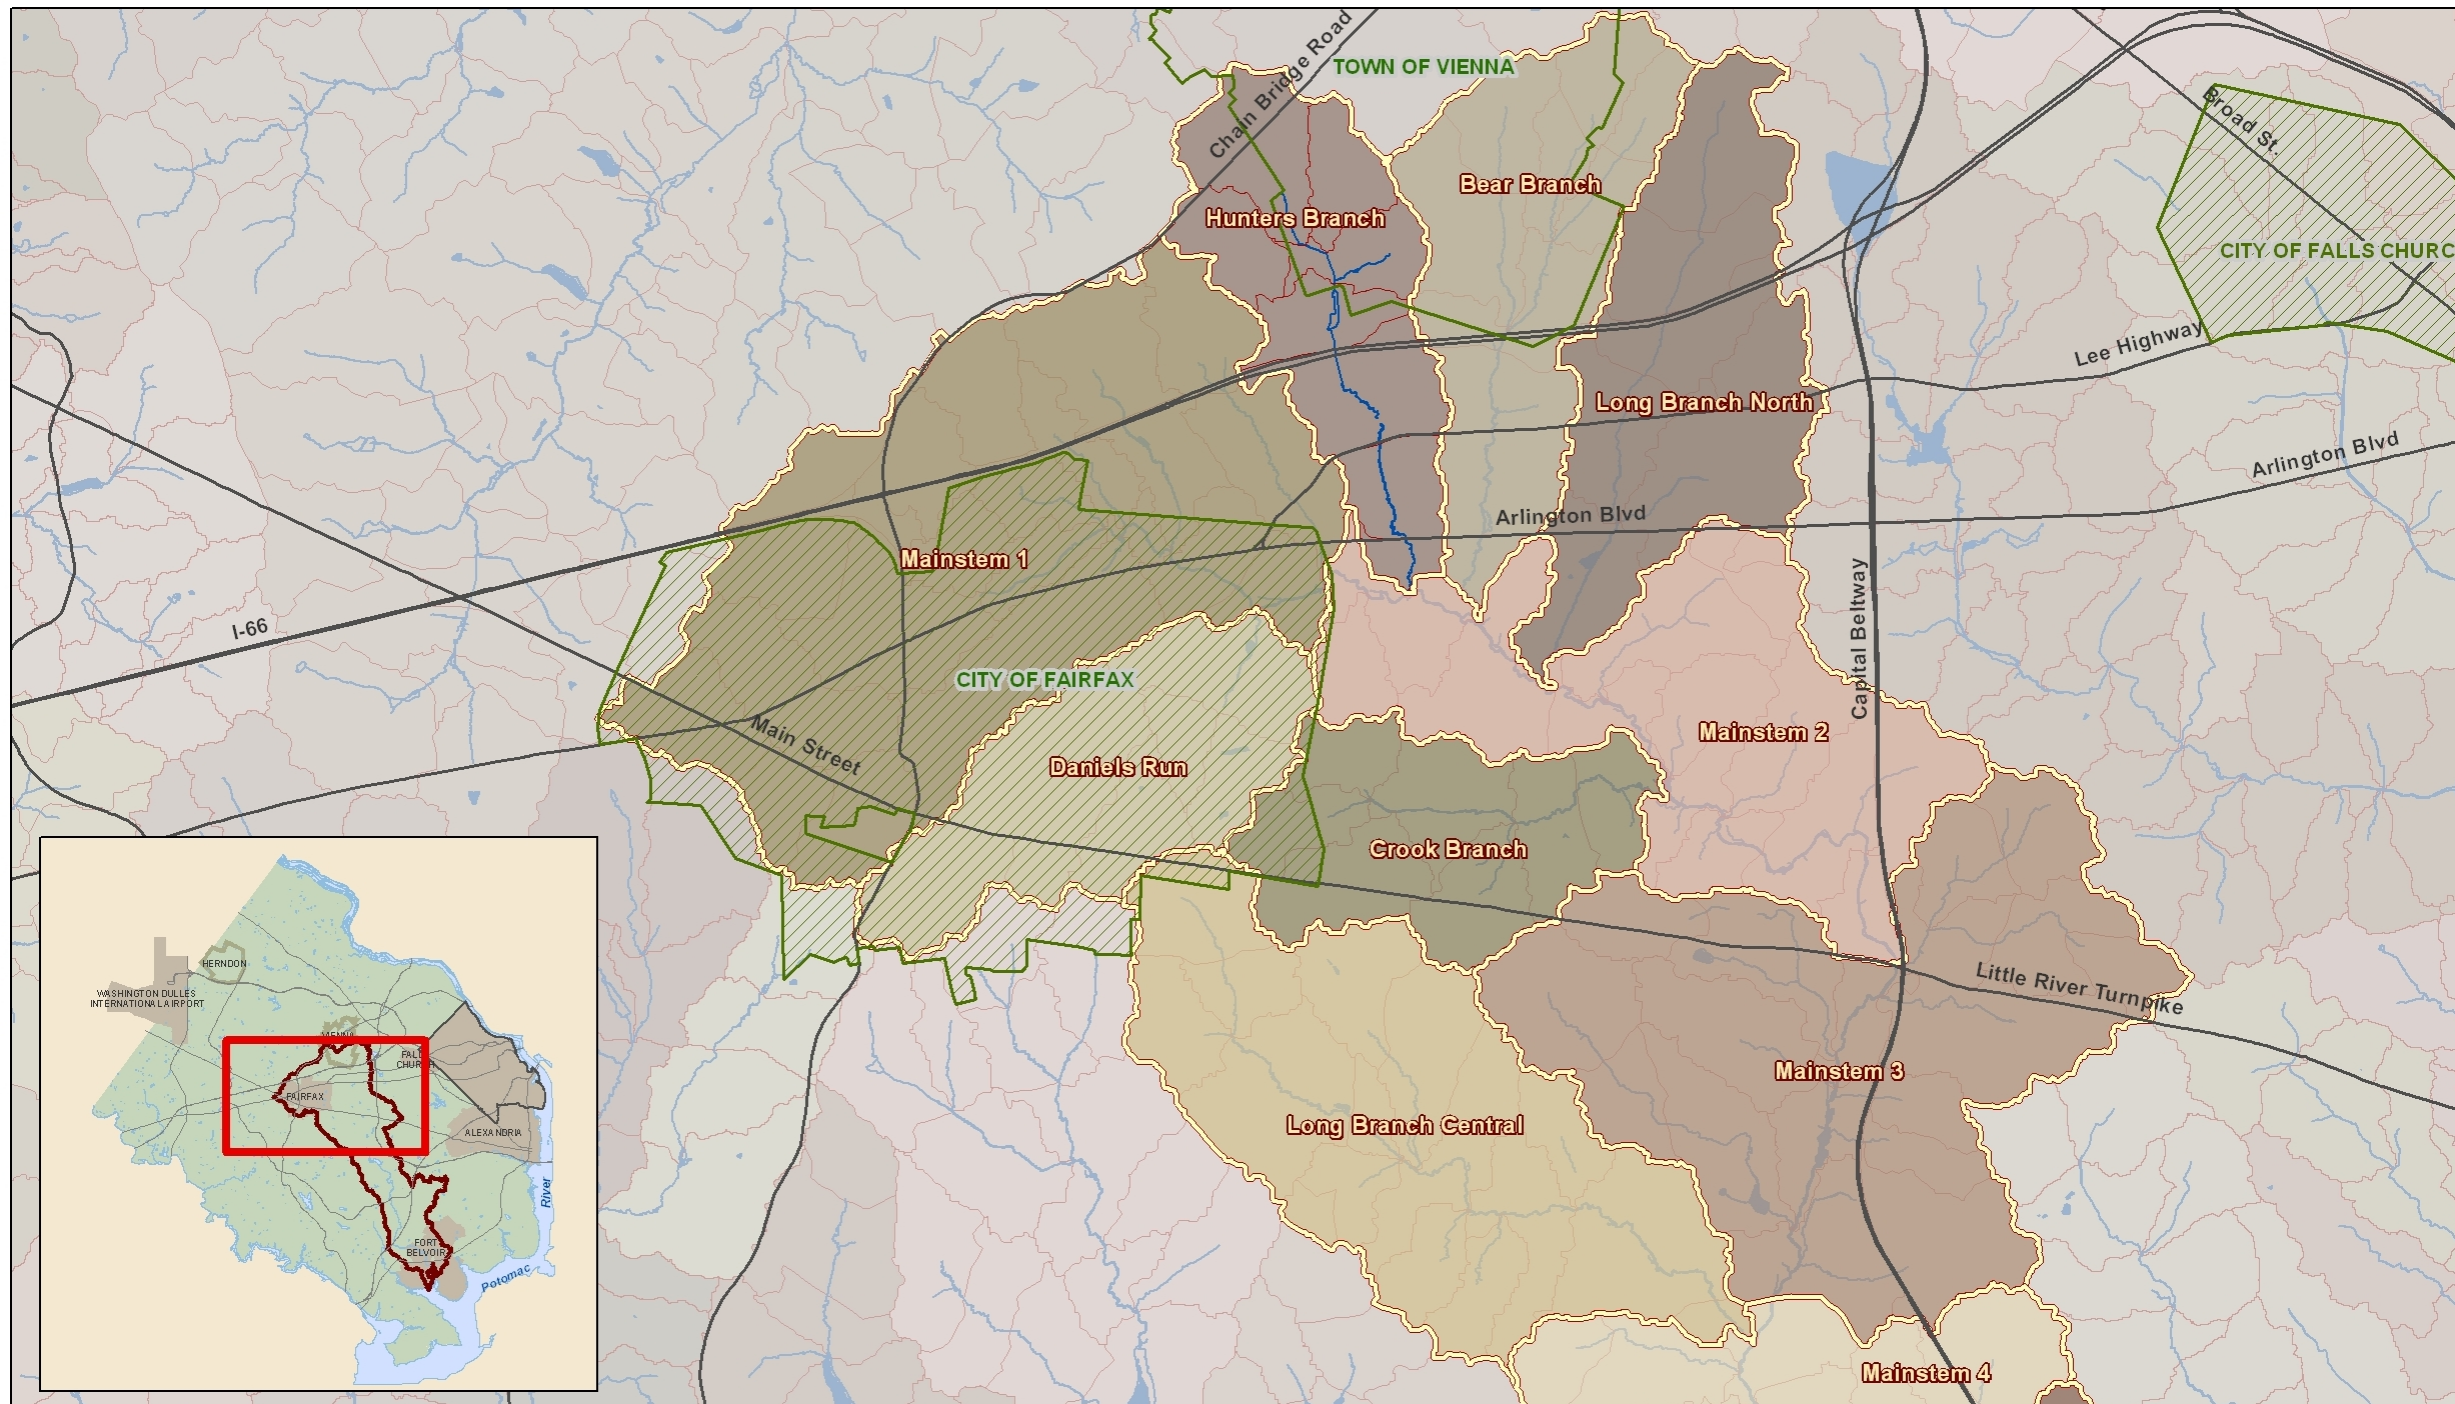 Chain Bridge Road
TOWN OF VIENNA
Broad St.
Bear Branch
Hunters Branch
CITY OF FALLS CHURC
Lee Highway
Long Branch North
Arlington Blvd
Arlington Blvd
Mainstem 1
I-66
Capital Beltway
CITY OF FAIRFAX
Main Street
Mainstem 2
Daniels Run
Crook Branch
Little River Turnpike
Mainstem 3
Long Branch Central
Mainstem 4
HERNDON
WASHINGTON DULLES
INTERNATIONAL AIRPORT
VIENNA
FALL
CHURCH
FAIRFAX
ALEXANDRIA
River
FORT
BELVOIR
Potomac